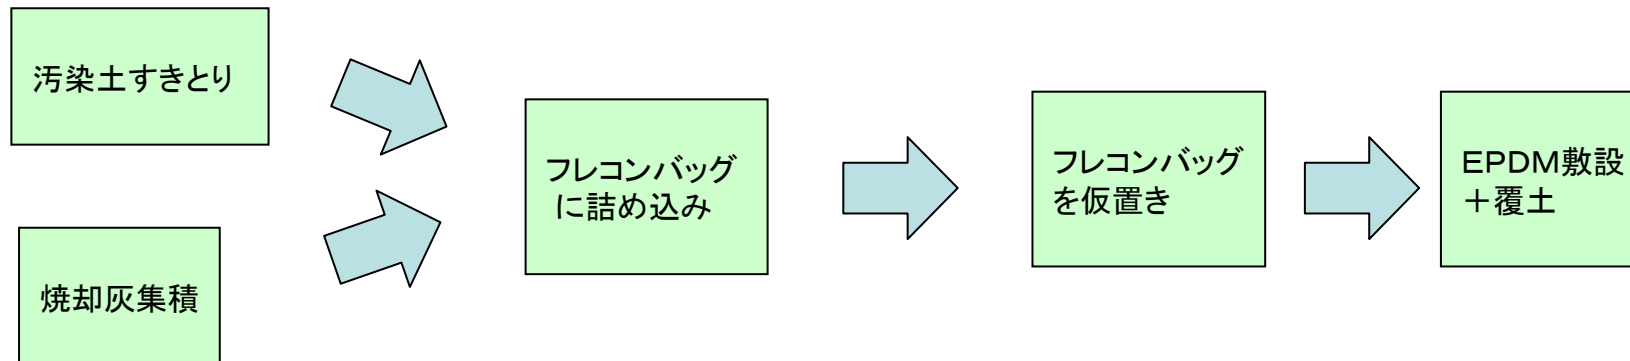 汚染土すきとり
焼却灰集積
フレコンバッグ
に詰め込み
フレコンバッグ
を仮置き
EPDM敷設
+覆土